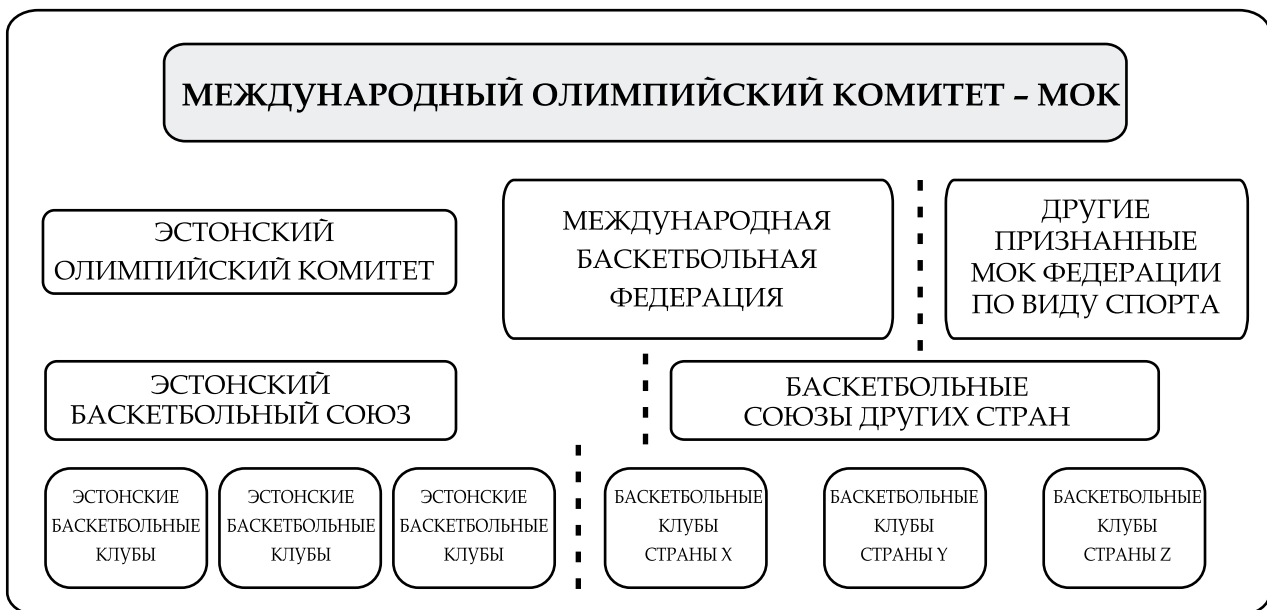 МЕЖДУНАРОДНЫЙ ОЛИМПИЙСКИЙ КОМИТЕТ – МОК
ЭСТОНСКИЙ
ОЛИМПИЙСКИЙ КОМИТЕТ
МЕЖДУНАРОДНАЯ
БАСКЕТБОЛЬНАЯ
ФЕДЕРАЦИЯ
ДРУГИЕ
ПРИЗНАННЫЕ
МОК ФЕДЕРАЦИИ
ПО ВИДУ СПОРТА
ЭСТОНСКИЙ
БАСКЕТБОЛЬНЫЙ СОЮЗ
БАСКЕТБОЛЬНЫЕ
СОЮЗЫ ДРУГИХ СТРАН
ЭСТОНСКИЕ
БАСКЕТБОЛЬНЫЕ
КЛУБЫ
ЭСТОНСКИЕ
БАСКЕТБОЛЬНЫЕ
КЛУБЫ
ЭСТОНСКИЕ
БАСКЕТБОЛЬНЫЕ
КЛУБЫ
БАСКЕТБОЛЬНЫЕ
КЛУБЫ
СТРАНЫ X
БАСКЕТБОЛЬНЫЕ
КЛУБЫ
СТРАНЫ Y
БАСКЕТБОЛЬНЫЕ
КЛУБЫ
СТРАНЫ Z